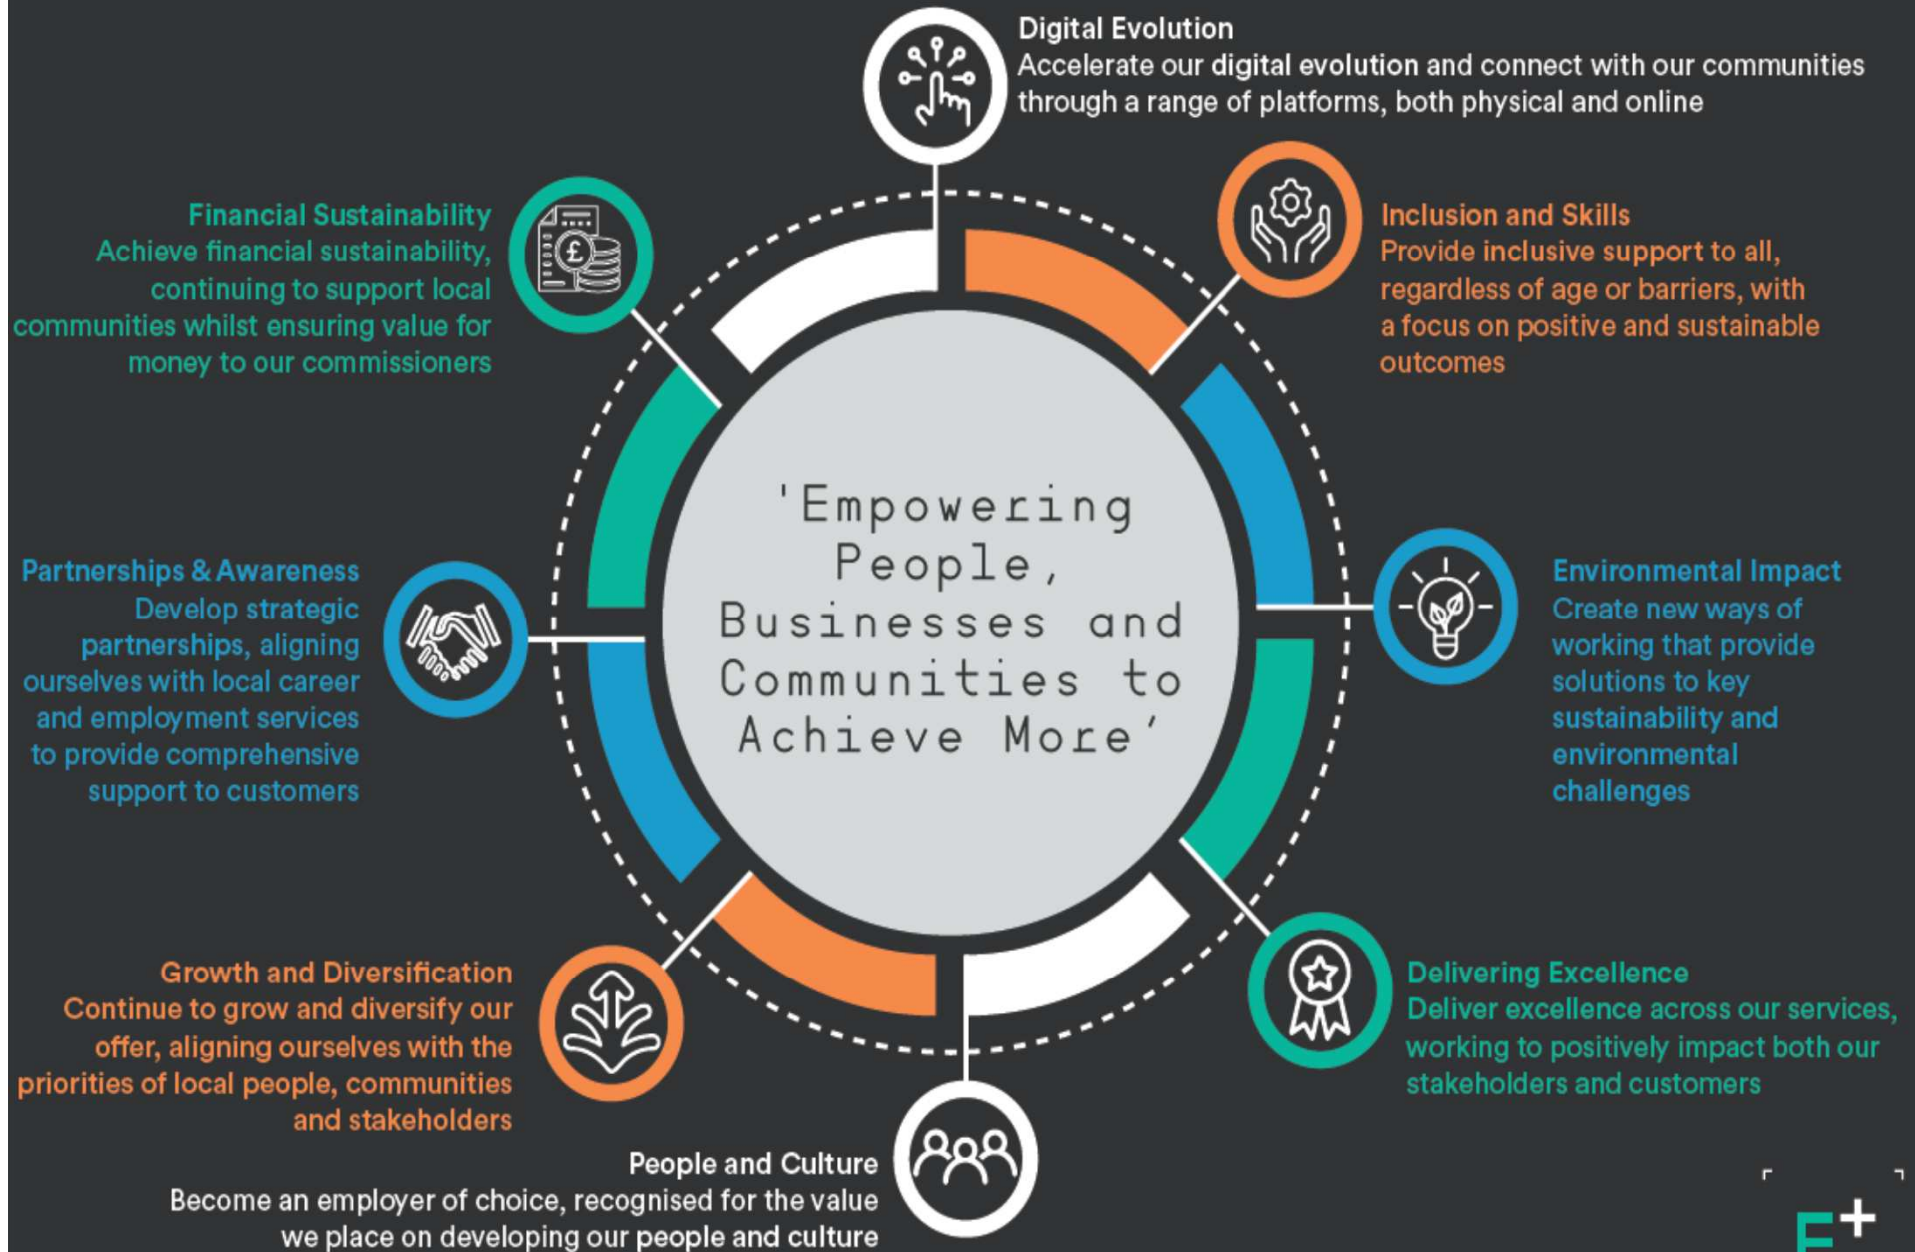 Digital Evolution
Accelerate our digital evolution and connect with our communities
through a range of platforms, both physical and online
Inclusion and Skills
Provide inclusive support to all,
regardless of age or barriers, with
a focus on positive and sustainable
outcomes
Environmental Impact
Create new ways of
working that provide
solutions to key
sustainability and
environmental
challenges
Delivering Excellence
Deliver excellence across our services,
working to positively impact both our
stakeholders and customers
People and Culture
Become an employer of choice, recognised for the value
we place on developing our people and culture
Growth and Diversification
Continue to grow and diversify our
offer, aligning ourselves with the
priorities of local people, communities
and stakeholders
Partnerships & Awareness
Develop strategic
partnerships, aligning
ourselves with local career
and employment services
to provide comprehensive
support to customers
Financial Sustainability
Achieve financial sustainability,
continuing to support local
communities whilst ensuring value for
money to our commissioners
£
'Empowering
People,
Businesses and
Communities to
Achieve More'
E+